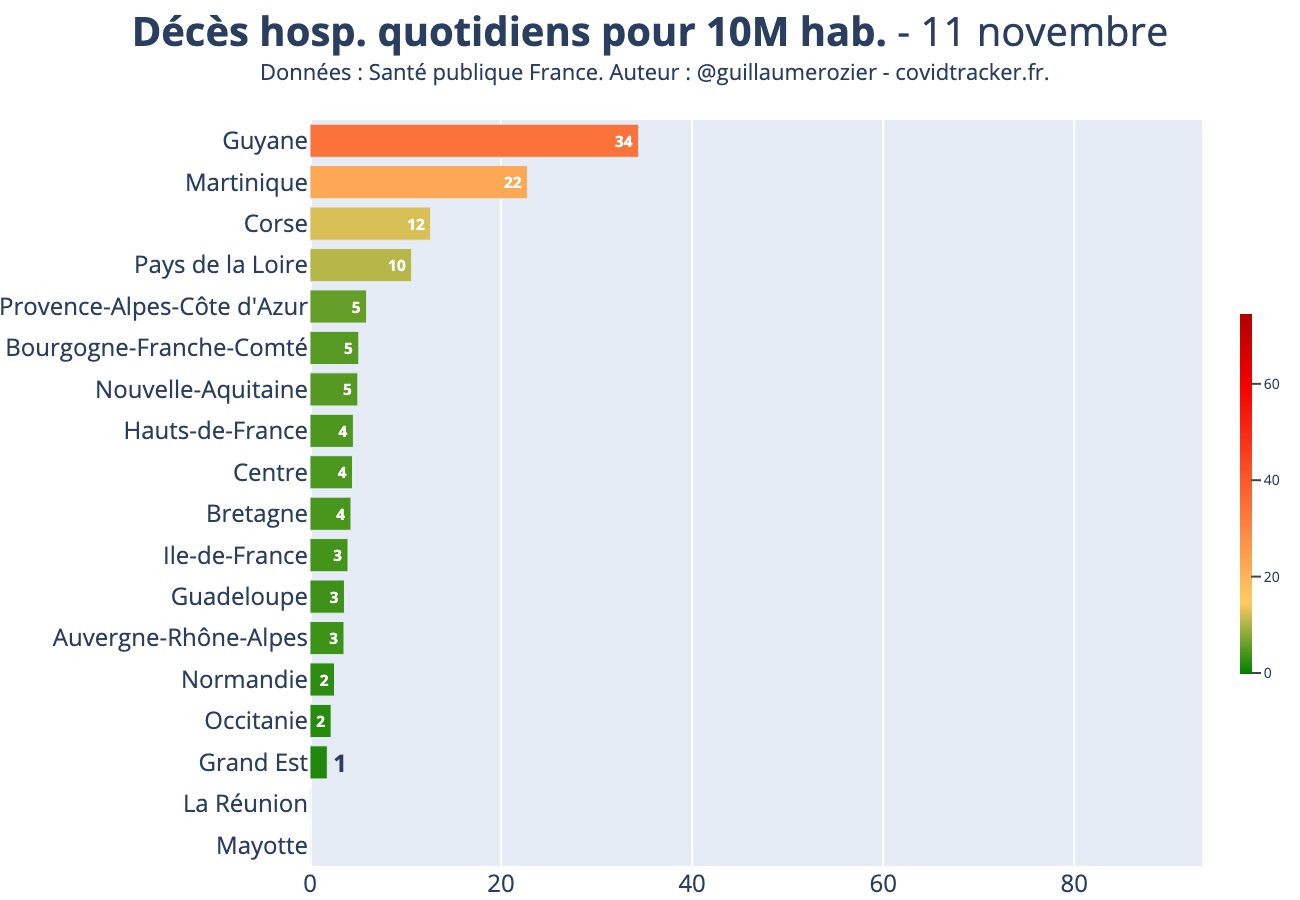 Décès hosp. quotidiens pour 10M hab. - 11 novembre
Données : Santé publique France. Auteur : @guillaumerozier - covidtracker.fr.
Guyane 34
Martinique 22
Corse 12
Pays de la Loire 10
Provence-Alpes-Côte d'Azur 5
Bourgogne-Franche-Comté 5
Nouvelle-Aquitaine 5
Hauts-de-France 4
Centre 4
Bretagne 4
Ile-de-France 3
Guadeloupe 3
Auvergne-Rhône-Alpes 3
Normandie 2
Occitanie 2
Grand Est 1
La Réunion
Mayotte
0 20 40 60 80
60
40
20
0